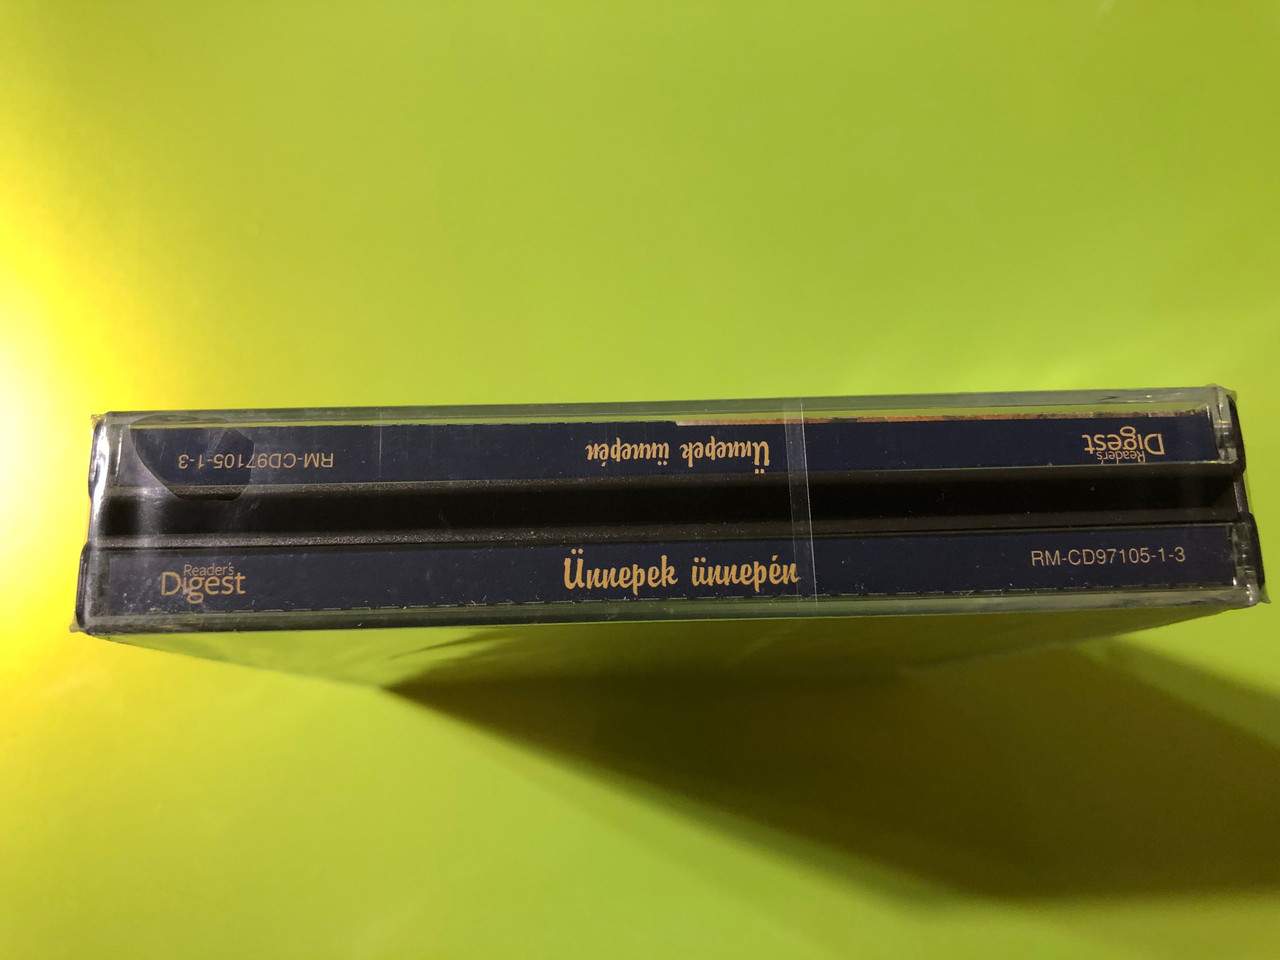 RM-CD97105-1-3
Ünnepek ünnepén
Reader's
Digest
Reader's
Digest
Ünnepek ünnepén
RM-CD97105-1-3